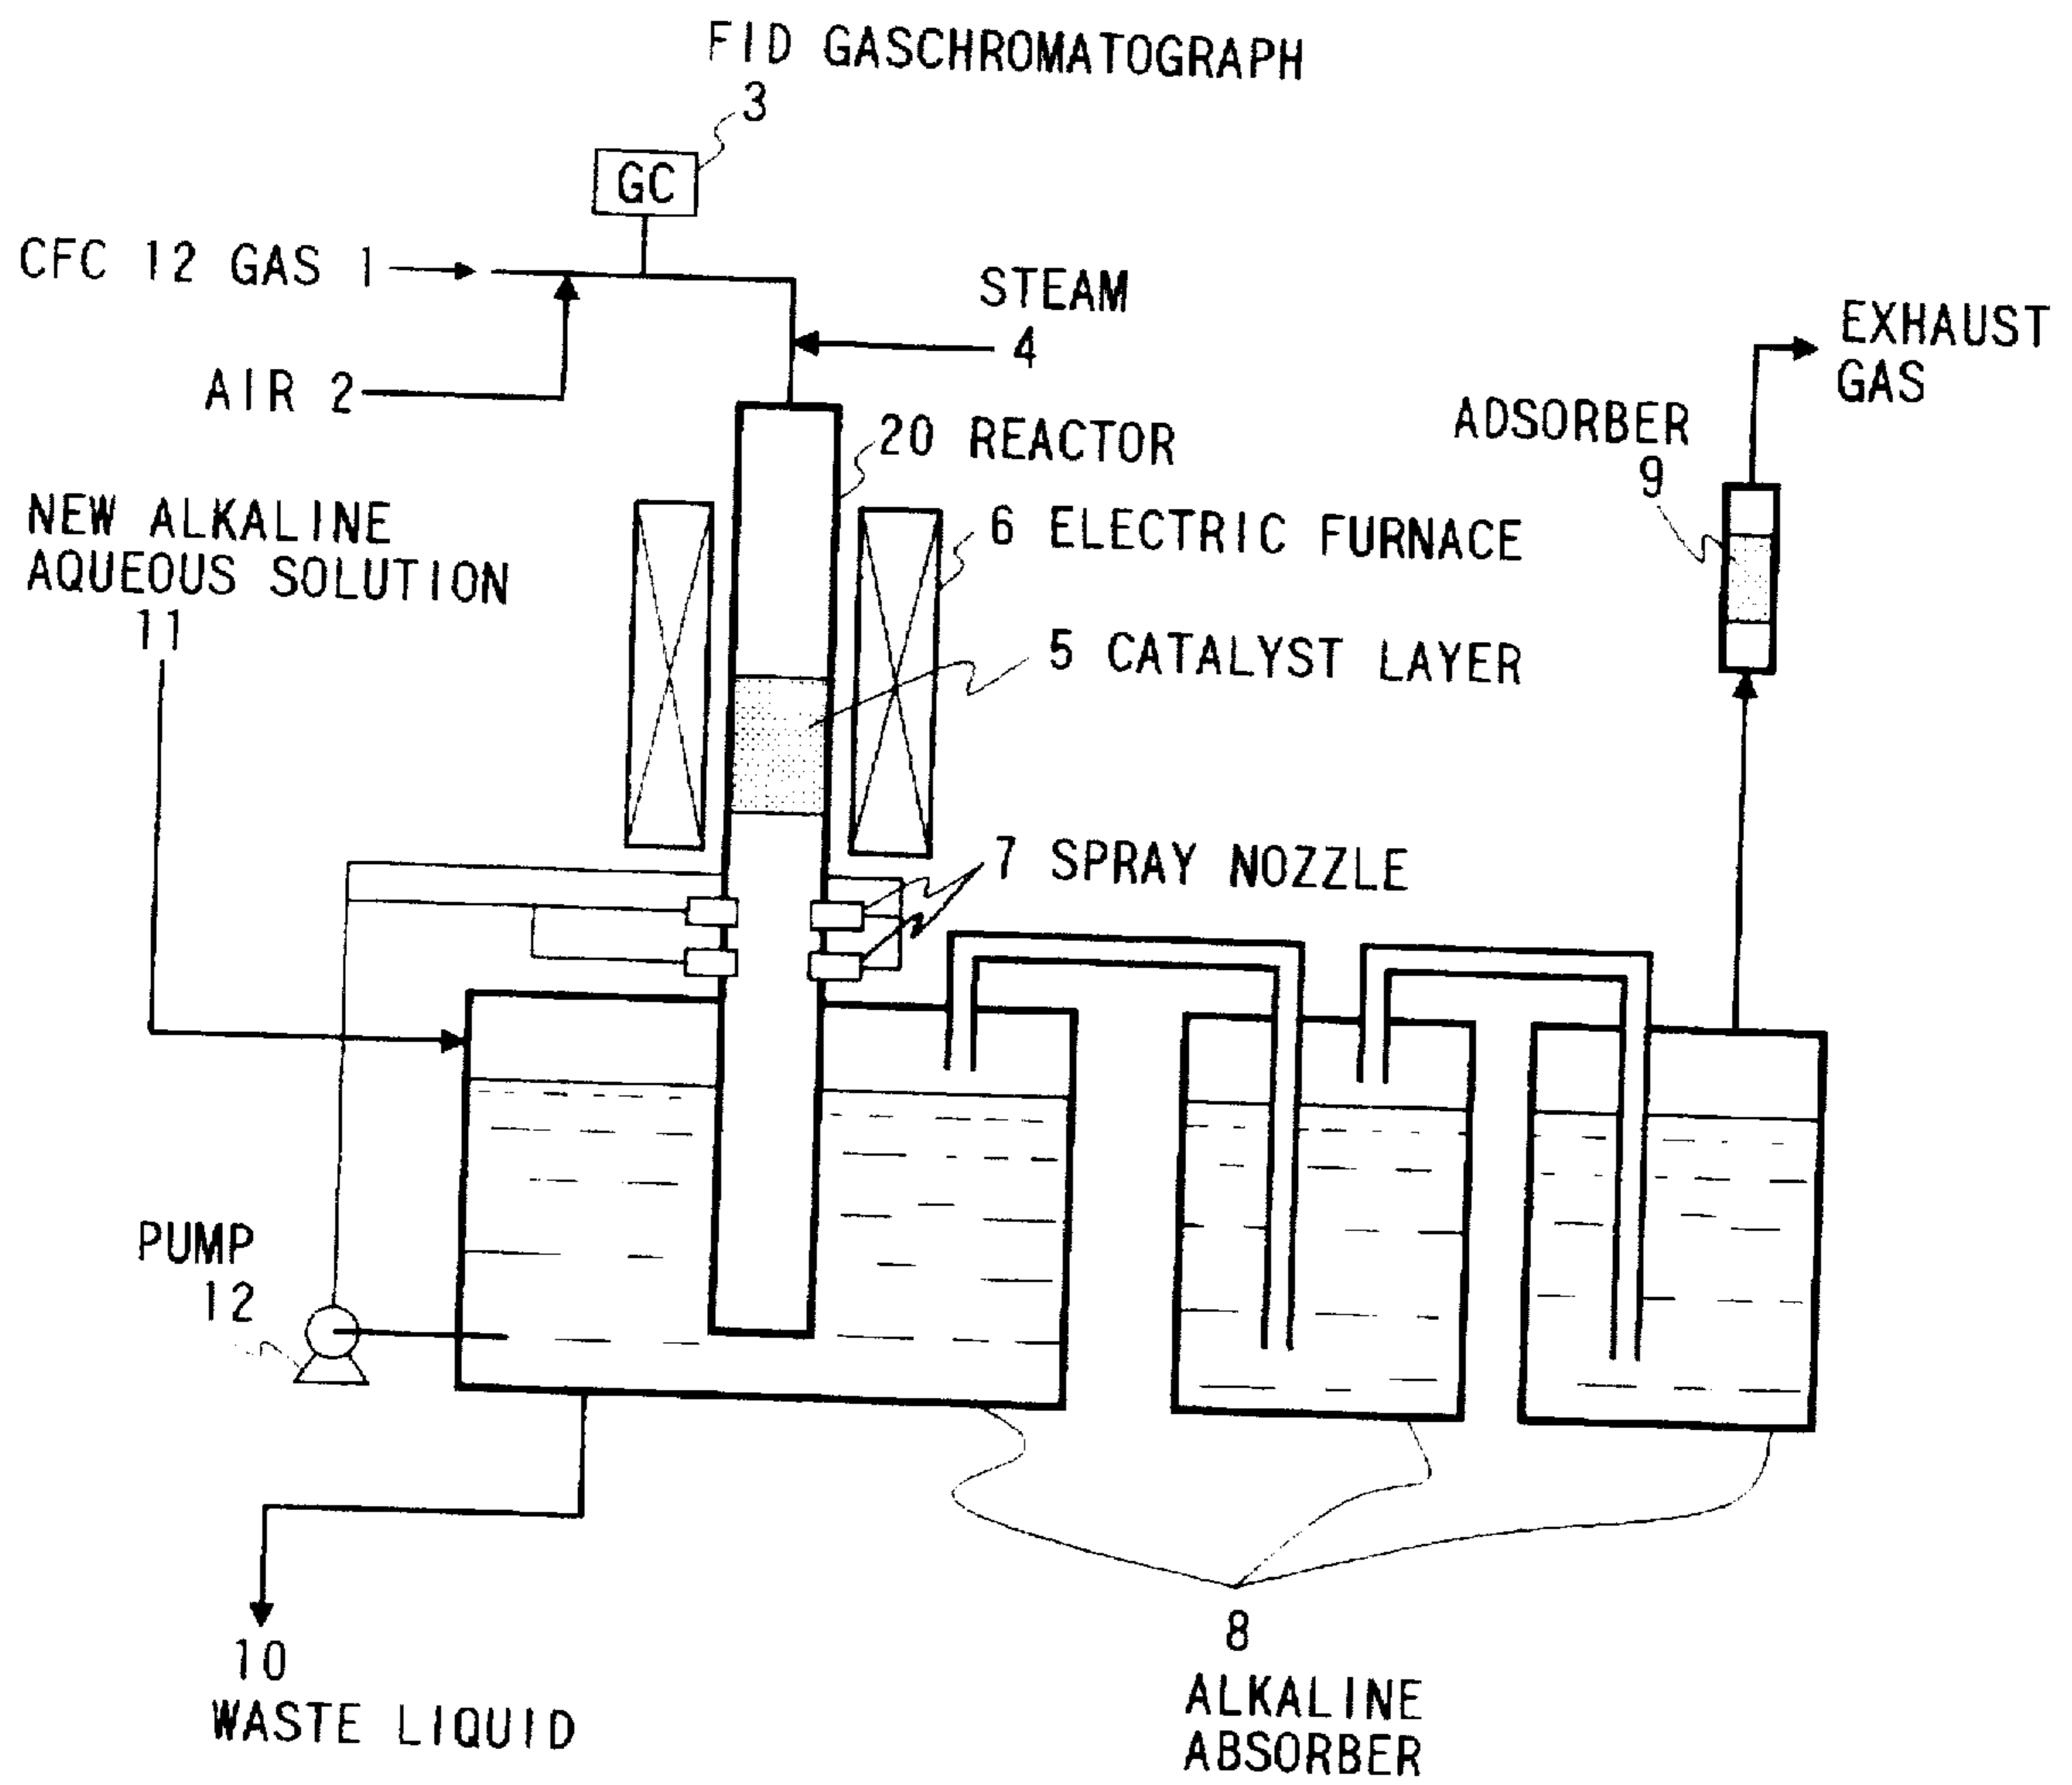 FID GASCHROMATOGRAPH
3
GC
CFC 12 GAS 1
STEAM
4
AIR 2
EXHAUST
GAS
ADSORBER
9
20 REACTOR
NEW ALKALINE
AQUEOUS SOLUTION
11
6 ELECTRIC FURNACE
5 CATALYST LAYER
7 SPRAY NOZZLE
PUMP
12
10
WASTE LIQUID
8
ALKALINE
ABSORBER